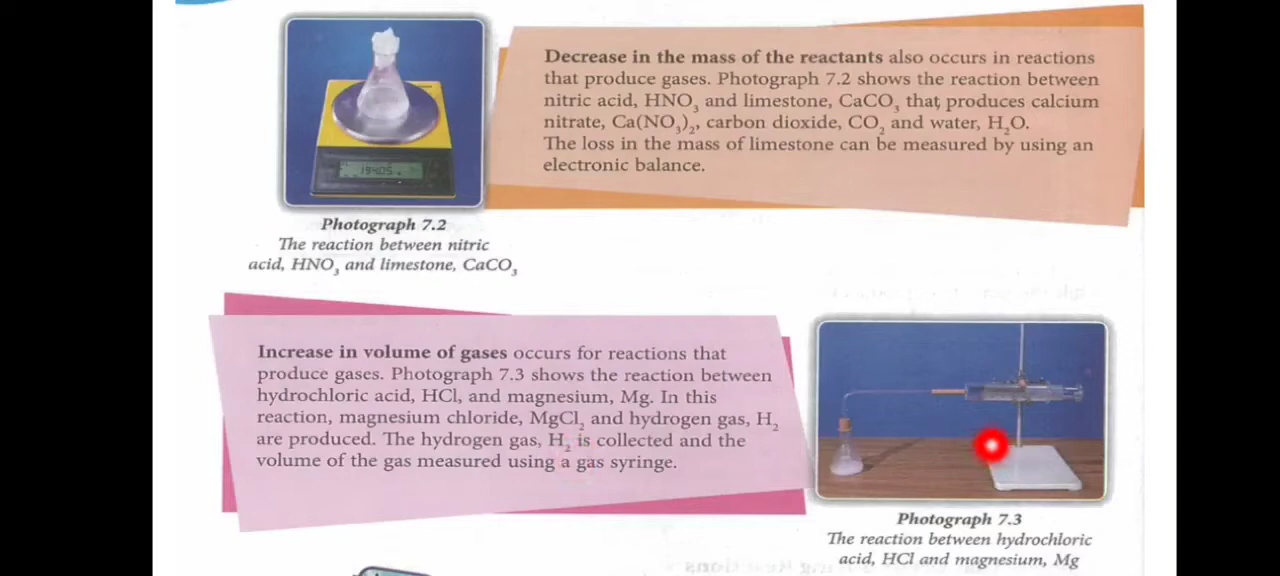 Decrease in the mass of the reactants also occurs in reactions
that produce gases. Photograph 7.2 shows the reaction between
nitric acid, HNO₃ and limestone, CaCO₃ that produces calcium
nitrate, Ca(NO₃)₂, carbon dioxide, CO₂ and water, H₂O.
The loss in the mass of limestone can be measured by using an
electronic balance.
Photograph 7.2
The reaction between nitric
acid, HNO₃ and limestone, CaCO₃
Increase in volume of gases occurs for reactions that
produce gases. Photograph 7.3 shows the reaction between
hydrochloric acid, HCl, and magnesium, Mg. In this
reaction, magnesium chloride, MgCl₂ and hydrogen gas, H₂
are produced. The hydrogen gas, H₂ is collected and the
volume of the gas measured using a gas syringe.
Photograph 7.3
The reaction between hydrochloric
acid, HCl and magnesium, Mg